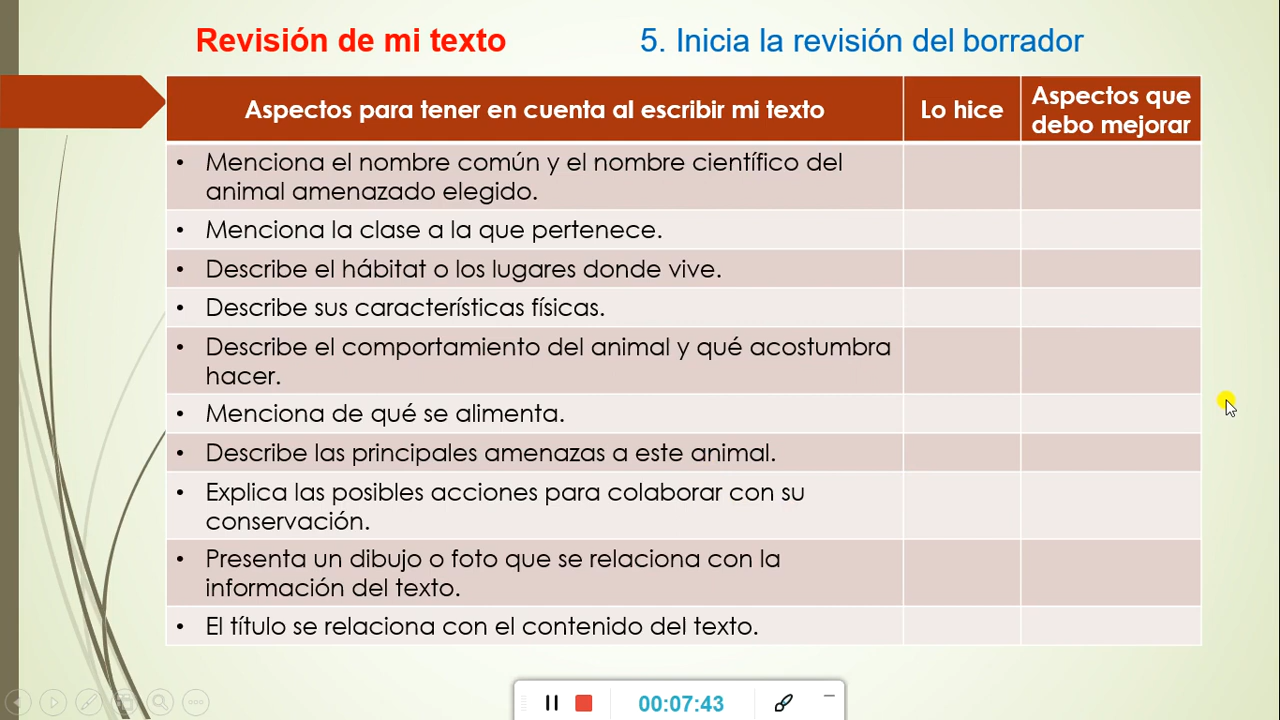 Revisión de mi texto
5. Inicia la revisión del borrador
Aspectos para tener en cuenta al escribir mi texto
Lo hice
Aspectos que
debo mejorar
• Menciona el nombre común y el nombre científico del
animal amenazado elegido.
• Menciona la clase a la que pertenece.
• Describe el hábitat o los lugares donde vive.
• Describe sus características físicas.
• Describe el comportamiento del animal y qué acostumbra
hacer.
• Menciona de qué se alimenta.
• Describe las principales amenazas a este animal.
• Explica las posibles acciones para colaborar con su
conservación.
• Presenta un dibujo o foto que se relaciona con la
información del texto.
• El título se relaciona con el contenido del texto.
00:07:43